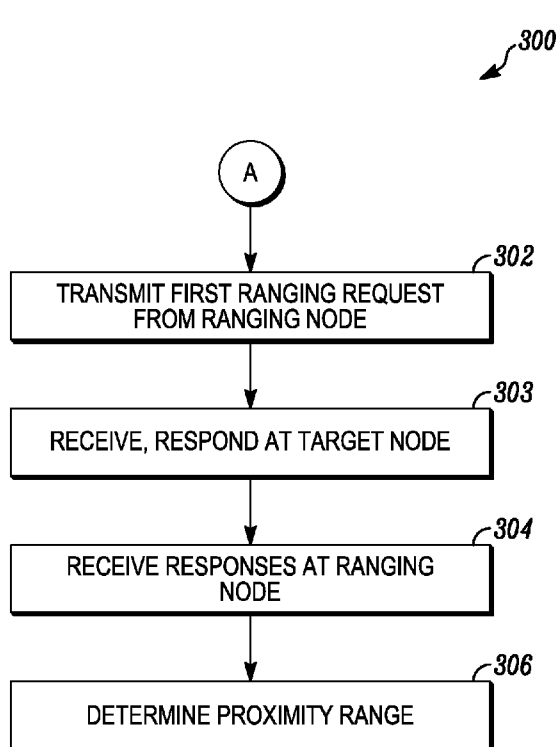 300
A
302
TRANSMIT FIRST RANGING REQUEST
FROM RANGING NODE
303
RECEIVE, RESPOND AT TARGET NODE
304
RECEIVE RESPONSES AT RANGING
NODE
306
DETERMINE PROXIMITY RANGE